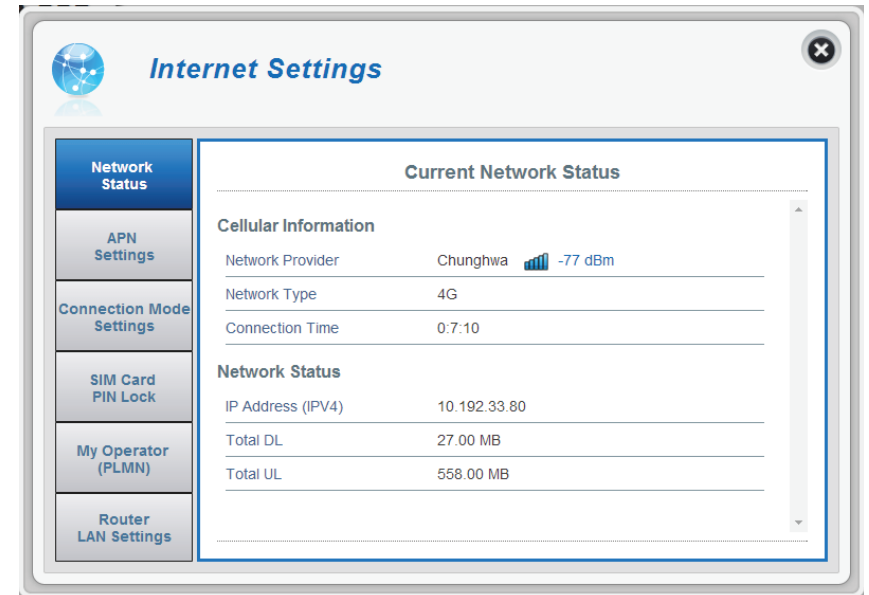 Internet Settings
Network
Status
APN
Settings
Connection Mode
Settings
SIM Card
PIN Lock
My Operator
(PLMN)
Router
LAN Settings
Current Network Status
Cellular Information
Network Provider Chunghwa -77 dBm
Network Type 4G
Connection Time 0:7:10
Network Status
IP Address (IPV4) 10.192.33.80
Total DL 27.00 MB
Total UL 558.00 MB